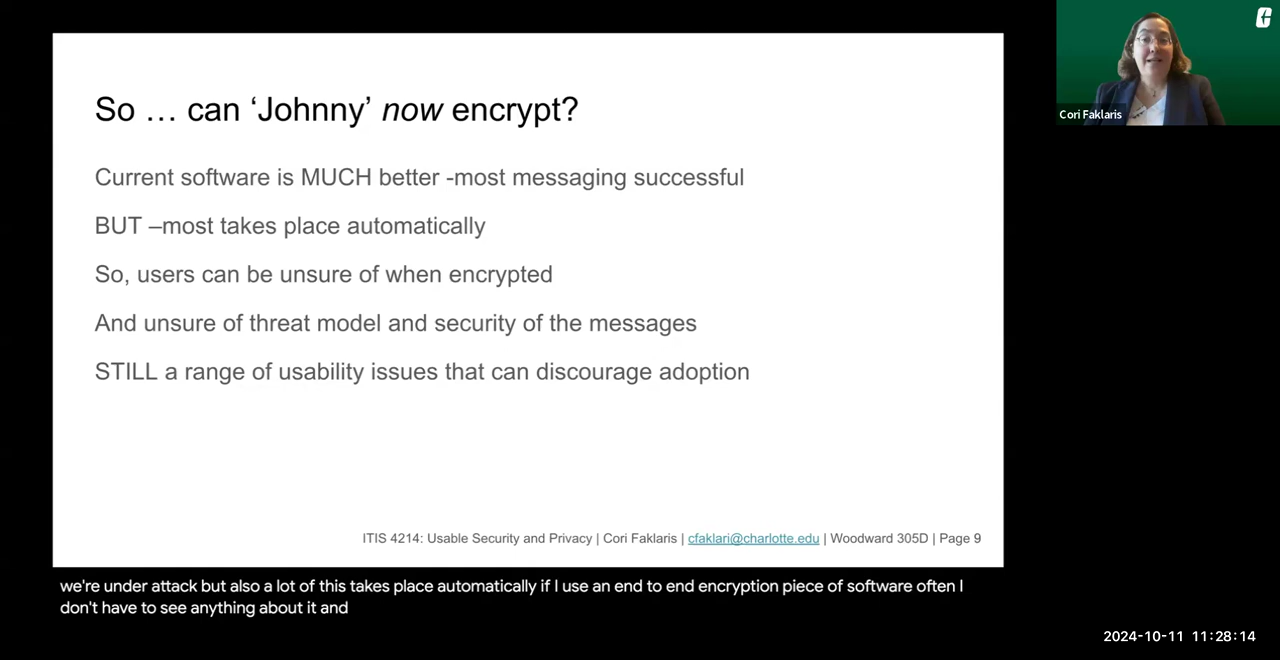 So … can ‘Johnny’ now encrypt?
Current software is MUCH better -most messaging successful
BUT –most takes place automatically
So, users can be unsure of when encrypted
And unsure of threat model and security of the messages
STILL a range of usability issues that can discourage adoption
ITIS 4214: Usable Security and Privacy | Cori Faklaris | cfaklari@charlotte.edu | Woodward 305D | Page 9
Cori Faklaris
we're under attack but also a lot of this takes place automatically if I use an end to end encryption piece of software often I
don't have to see anything about it and
2024-10-11 11:28:14